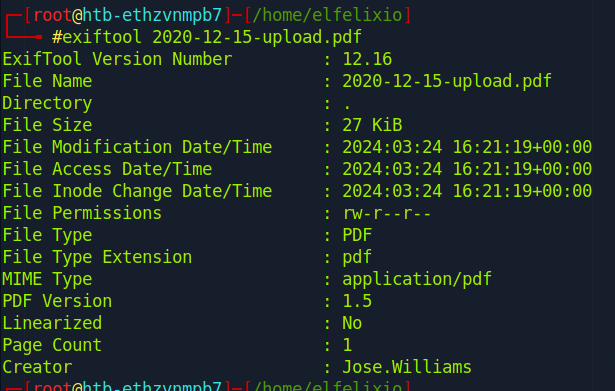 ┌─[root@htb-ethzvnmpb7]─[/home/elfelixio]
└──╼ #exiftool 2020-12-15-upload.pdf
ExifTool Version Number         : 12.16
File Name                       : 2020-12-15-upload.pdf
Directory                       : .
File Size                       : 27 KiB
File Modification Date/Time     : 2024:03:24 16:21:19+00:00
File Access Date/Time           : 2024:03:24 16:21:19+00:00
File Inode Change Date/Time     : 2024:03:24 16:21:19+00:00
File Permissions                : rw-r--r--
File Type                       : PDF
File Type Extension             : pdf
MIME Type                       : application/pdf
PDF Version                     : 1.5
Linearized                      : No
Page Count                      : 1
Creator                         : Jose.Williams
┌─[root@htb-ethzvnmpb7]─[/home/elfelixio]